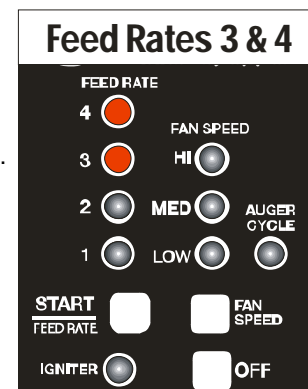 Feed Rates 3 & 4
FEED RATE
4
FAN SPEED
3 HI
2 MED AUGER
CYCLE
1 LOW
START FAN
FEED RATE SPEED
IGNITER OFF